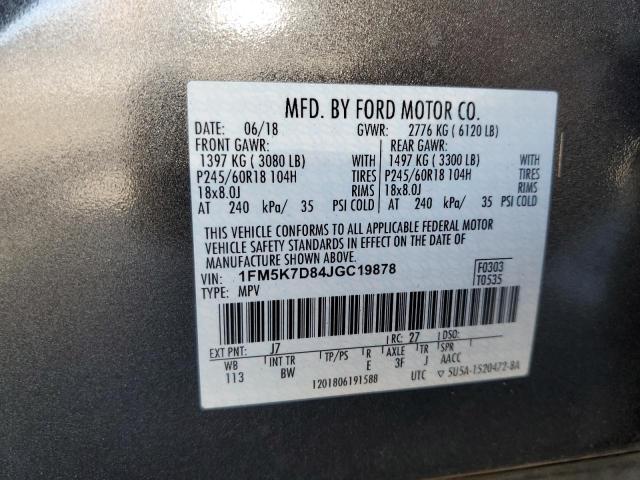 MFD. BY FORD MOTOR CO.
DATE: 06/18 GVWR: 2776 KG ( 6120 LB)
FRONT GAWR: REAR GAWR:
1397 KG ( 3080 LB) WITH 1497 KG ( 3300 LB) WITH
P245/60R18 104H TIRES P245/60R18 104H TIRES
18x8.0J RIMS 18x8.0J RIMS
AT 240 kPa/ 35 PSI COLD AT 240 kPa/ 35 PSI COLD
THIS VEHICLE CONFORMS TO ALL APPLICABLE FEDERAL MOTOR
VEHICLE SAFETY STANDARDS IN EFFECT ON THE DATE OF
MANUFACTURE SHOWN ABOVE.
VIN: 1FM5K7D84JGC19878 F0303
TYPE: MPV T0535
EXT PNT: J7 RC: 27 DSO:
WB INT TR TP/PS R AXLE TR SPR
113 BW E 3F J AACC
1201806191588 UTC ▽ 5U5A-1520472-BA